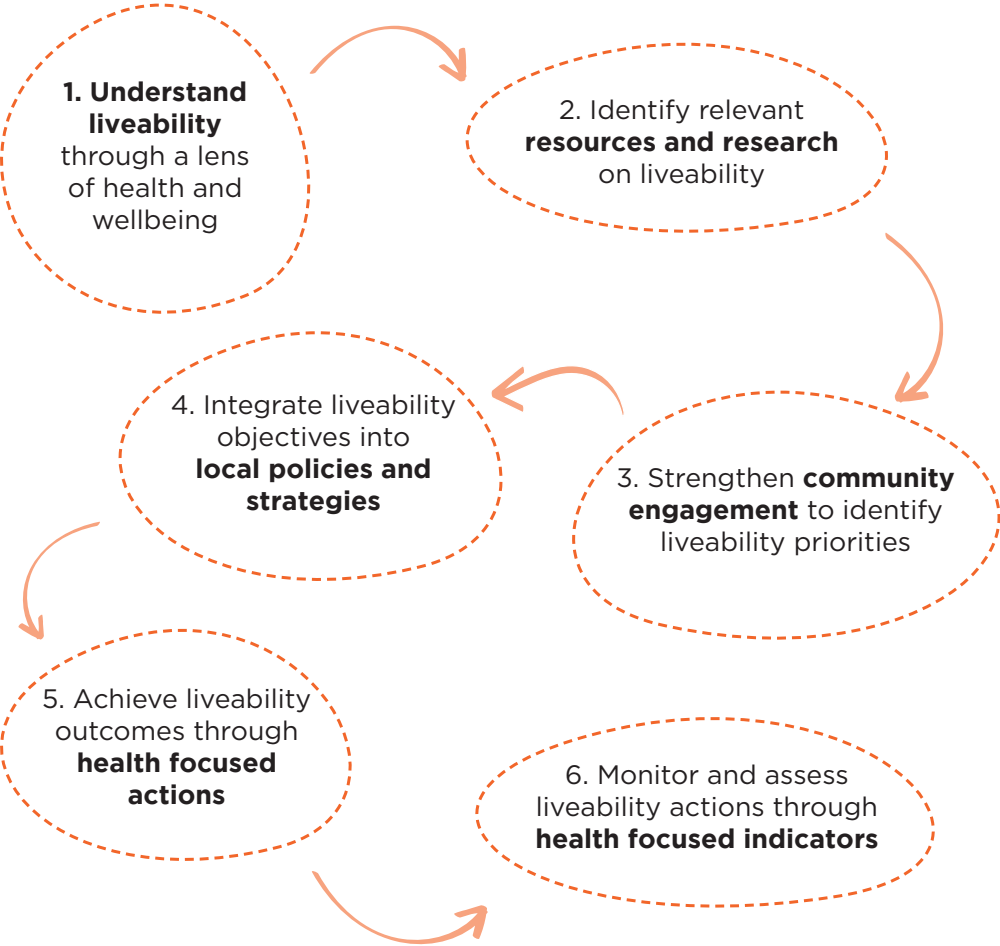 1. Understand
liveability
through a lens
of health and
wellbeing
2. Identify relevant
resources and research
on liveability
3. Strengthen community
engagement to identify
liveability priorities
4. Integrate liveability
objectives into
local policies and
strategies
5. Achieve liveability
outcomes through
health focused
actions
6. Monitor and assess
liveability actions through
health focused indicators